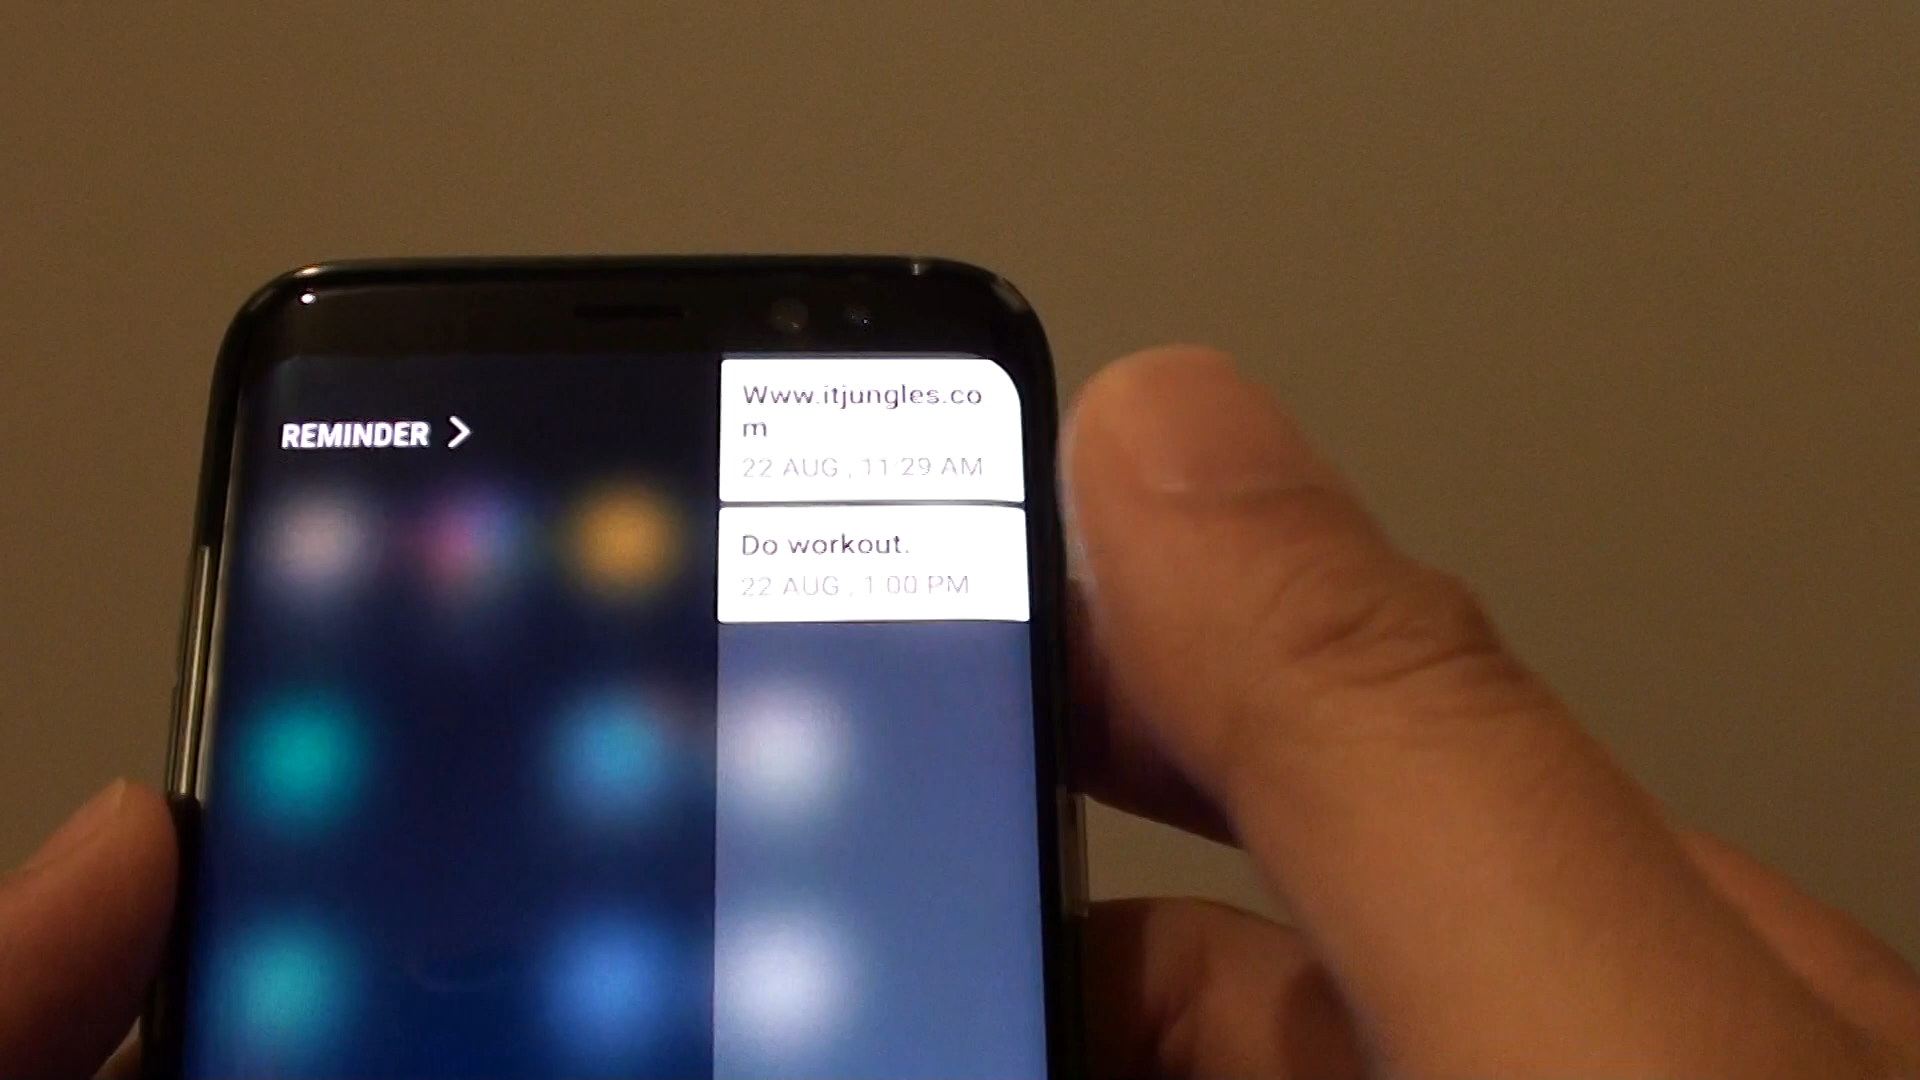 REMINDER
Www.itjungles.co
m
22 AUG , 11:29 AM
Do workout.
22 AUG , 1:00 PM